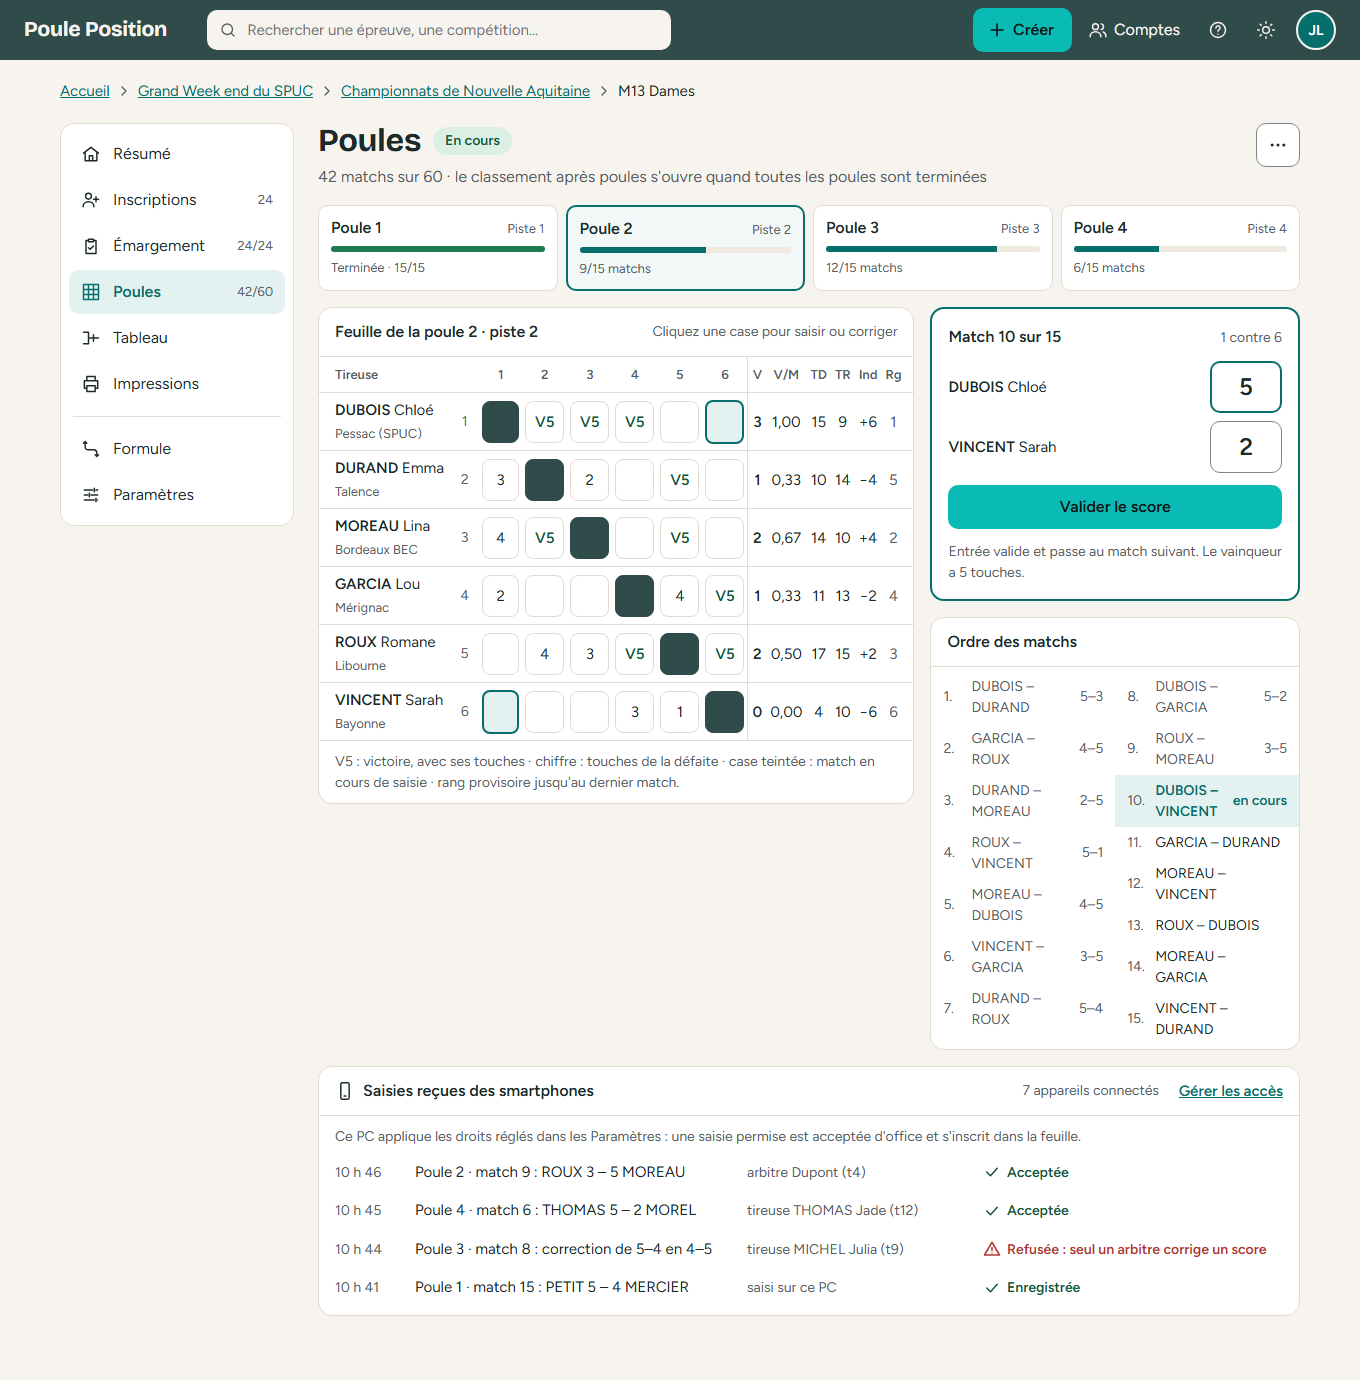 Poule Position
Rechercher une épreuve, une compétition...
Créer
Comptes
JL
Accueil > Grand Week end du SPUC > Championnats de Nouvelle Aquitaine > M13 Dames
Résumé
Inscriptions 24
Émargement 24/24
Poules 42/60
Tableau
Impressions
Formule
Paramètres
Poules En cours
42 matchs sur 60 · le classement après poules s'ouvre quand toutes les poules sont terminées
Poule 1 Piste 1
Terminée · 15/15
Poule 2 Piste 2
9/15 matchs
Poule 3 Piste 3
12/15 matchs
Poule 4 Piste 4
6/15 matchs
Feuille de la poule 2 · piste 2 Cliquez une case pour saisir ou corriger
Tireuse 1 2 3 4 5 6 V V/M TD TR Ind Rg
DUBOIS Chloé
Pessac (SPUC)
1 V5 V5 V5 3 1,00 15 9 +6 1
DURAND Emma
Talence
2 3 2 V5 1 0,33 10 14 −4 5
MOREAU Lina
Bordeaux BEC
3 4 V5 V5 2 0,67 14 10 +4 2
GARCIA Lou
Mérignac
4 2 4 V5 1 0,33 11 13 −2 4
ROUX Romane
Libourne
5 4 3 V5 V5 2 0,50 17 15 +2 3
VINCENT Sarah
Bayonne
6 3 1 0 0,00 4 10 −6 6
V5 : victoire, avec ses touches · chiffre : touches de la défaite · case teintée : match en
cours de saisie · rang provisoire jusqu'au dernier match.
Match 10 sur 15 1 contre 6
DUBOIS Chloé 5
VINCENT Sarah 2
Valider le score
Entrée valide et passe au match suivant. Le vainqueur
a 5 touches.
Ordre des matchs
1. DUBOIS –
DURAND 5–3
2. GARCIA –
ROUX 4–5
3. DURAND –
MOREAU 2–5
4. ROUX –
VINCENT 5–1
5. MOREAU –
DUBOIS 4–5
6. VINCENT –
GARCIA 3–5
7. DURAND –
ROUX 5–4
8. DUBOIS –
GARCIA 5–2
9. ROUX –
MOREAU 3–5
10. DUBOIS –
VINCENT en cours
11. GARCIA – DURAND
12. MOREAU –
VINCENT
13. ROUX – DUBOIS
14. MOREAU –
GARCIA
15. VINCENT –
DURAND
Saisies reçues des smartphones 7 appareils connectés Gérer les accès
Ce PC applique les droits réglés dans les Paramètres : une saisie permise est acceptée d'office et s'inscrit dans la feuille.
10 h 46 Poule 2 · match 9 : ROUX 3 – 5 MOREAU arbitre Dupont (t4) Acceptée
10 h 45 Poule 4 · match 6 : THOMAS 5 – 2 MOREL tireuse THOMAS Jade (t12) Acceptée
10 h 44 Poule 3 · match 8 : correction de 5–4 en 4–5 tireuse MICHEL Julia (t9) Refusée : seul un arbitre corrige un score
10 h 41 Poule 1 · match 15 : PETIT 5 – 4 MERCIER saisi sur ce PC Enregistrée